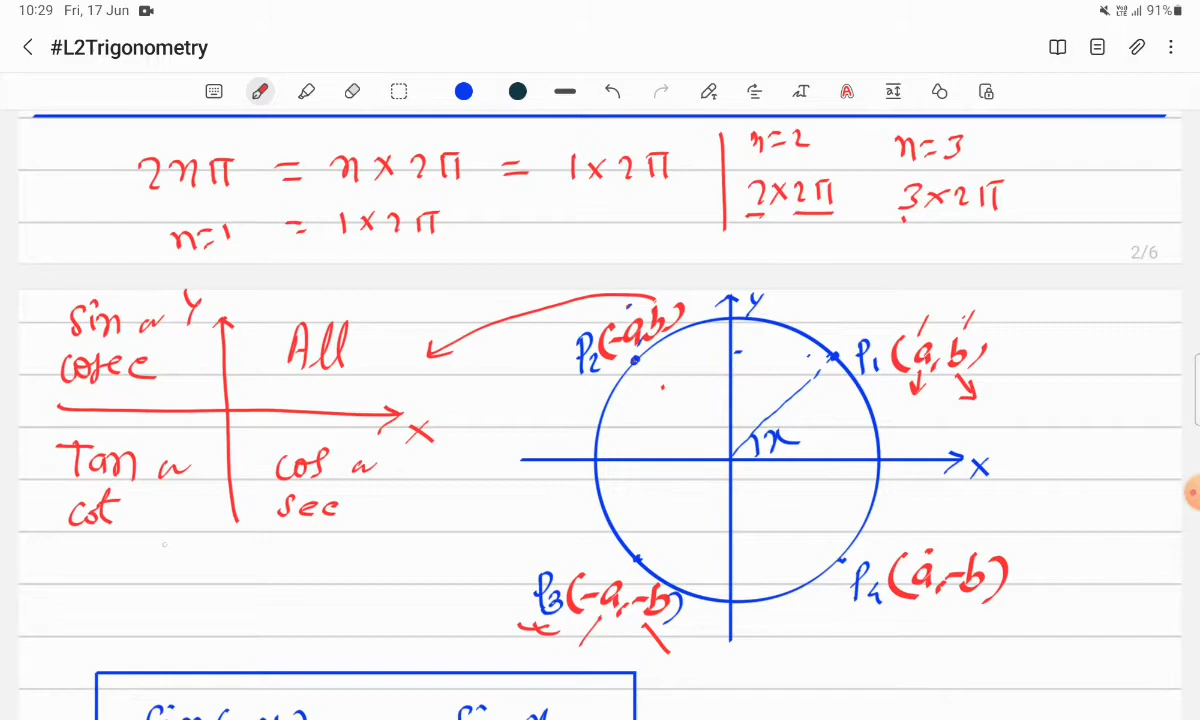 10:29 Fri, 17 Jun 91%
#L2Trigonometry
2nπ = n×2π = 1×2π
n=1 = 1×2π
n=2 n=3
2×2π 3×2π
2/6
Sin &
cosec
Y
All
X
Tan &
cot
cos &
sec
P2(-a,b)
Y
P1(a,b)
x
X
P3(-a,-b)
P4(a,-b)